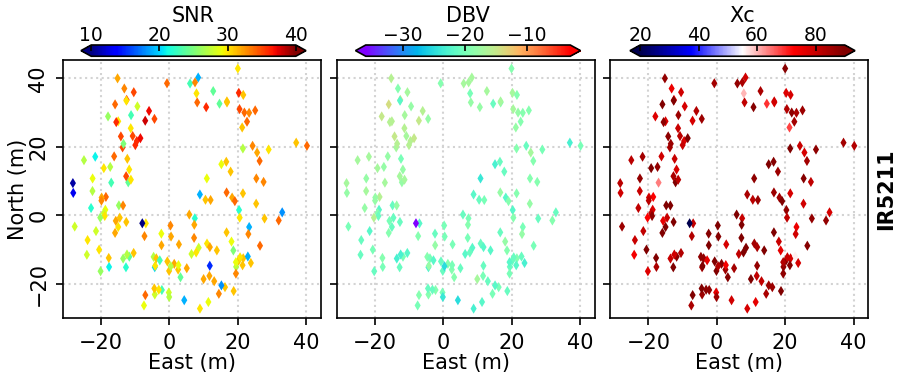 SNR DBV Xc
10 20 30 40 −30 −20 −10 20 40 60 80
40
20
0
−20
North (m)
−20 0 20 40 −20 0 20 40 −20 0 20 40
East (m) East (m) East (m)
IR5211